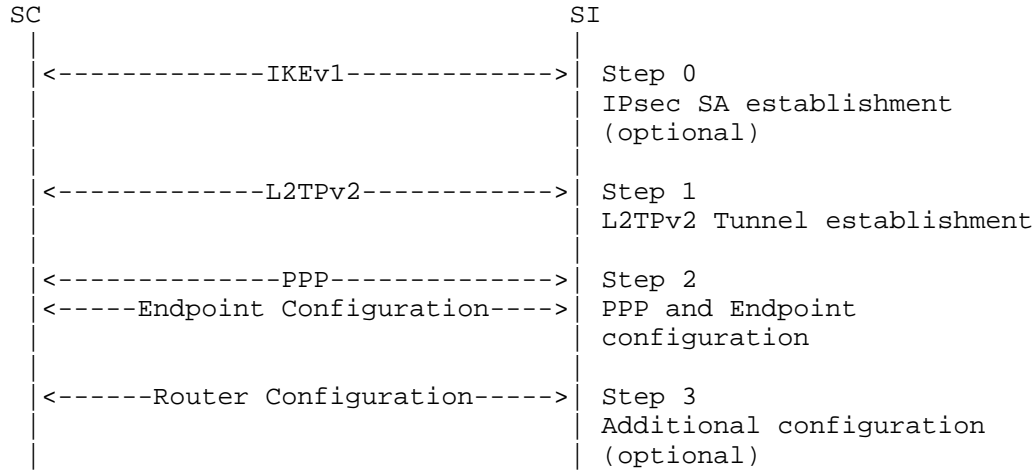 SC                                  SI
|                                   |
|<-------------IKEv1-------------->| Step 0
|                                   | IPsec SA establishment
|                                   | (optional)
|                                   |
|<-------------L2TPv2------------>| Step 1
|                                   | L2TPv2 Tunnel establishment
|                                   |
|<--------------PPP-------------->| Step 2
|<-----Endpoint Configuration---->| PPP and Endpoint
|                                   | configuration
|                                   |
|<------Router Configuration----->| Step 3
|                                   | Additional configuration
|                                   | (optional)